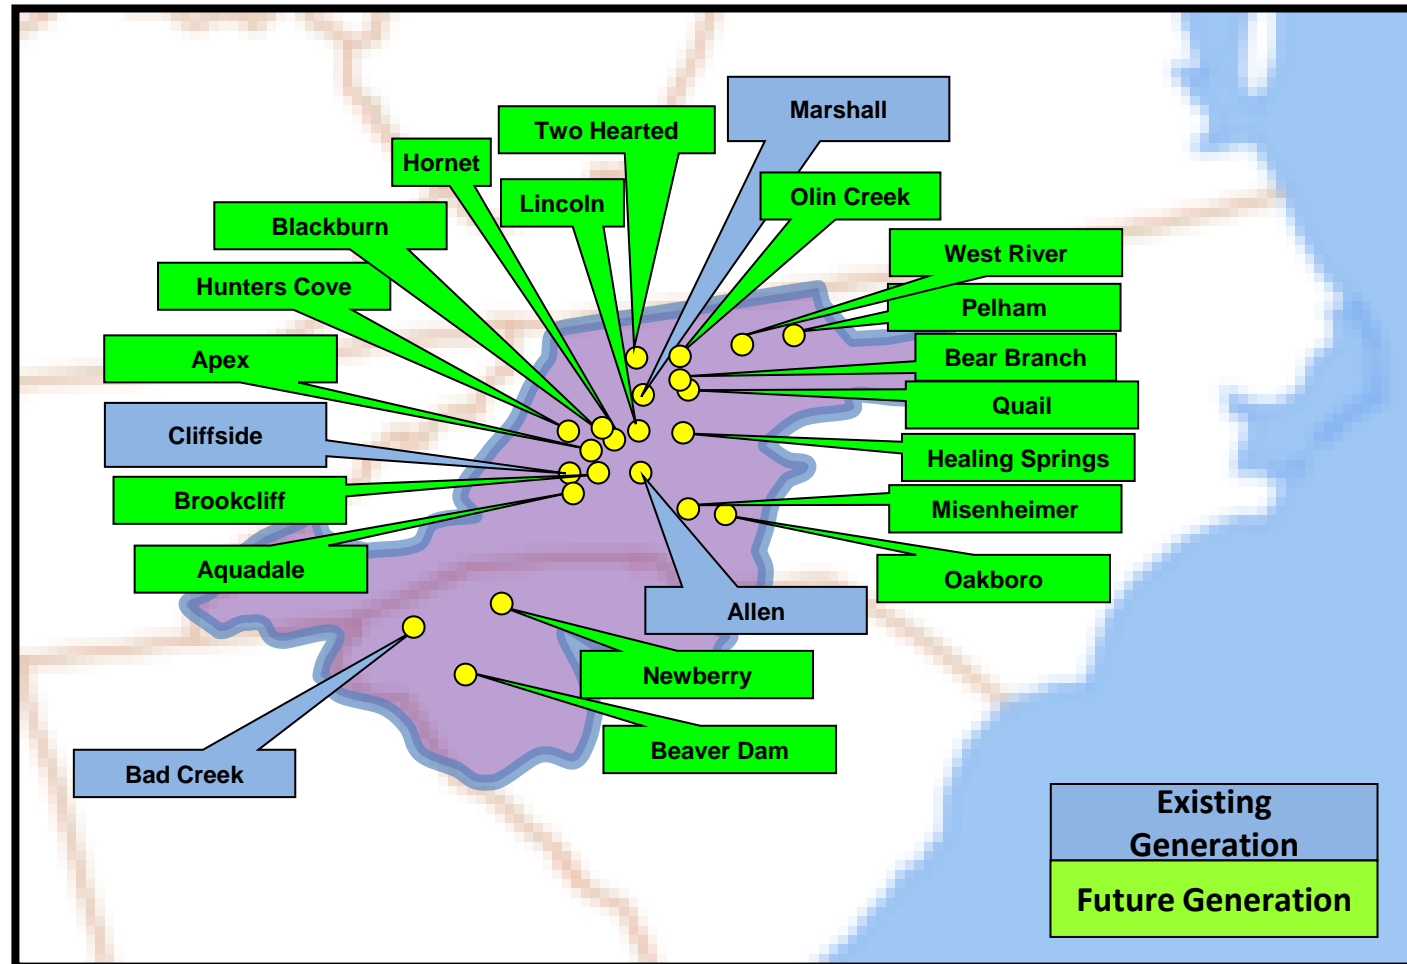 Marshall
Two Hearted
Hornet
Olin Creek
Lincoln
Blackburn
West River
Hunters Cove
Pelham
Apex
Bear Branch
Quail
Cliffside
Healing Springs
Brookcliff
Misenheimer
Aquadale
Oakboro
Allen
Newberry
Beaver Dam
Bad Creek
Existing
Generation
Future Generation